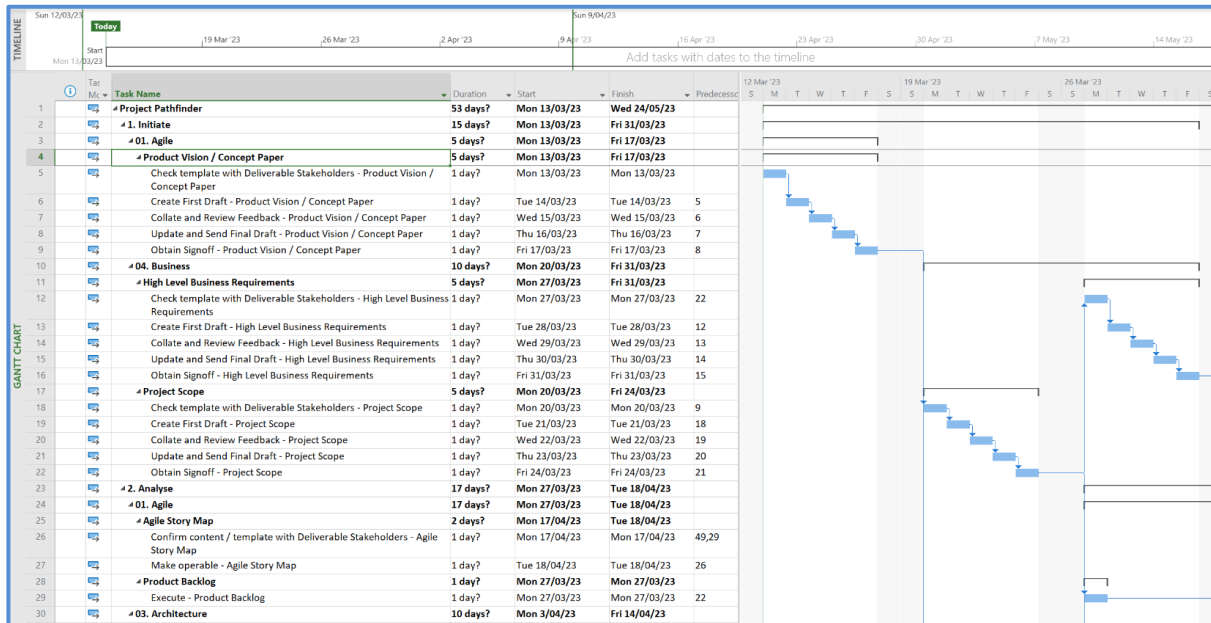 Sun 12/03/23 Sun 9/04/23
Today
19 Mar '23 26 Mar '23 2 Apr '23 9 Apr '23 16 Apr '23 23 Apr '23 30 Apr '23 7 May '23 14 May '23
TIMELINE
Start
Mon 13/03/23
Add tasks with dates to the timeline
GANTT CHART
12 Mar '23 19 Mar '23 26 Mar '23
Task Name Duration Start Finish S M T W T F S S M T W T F S S M T W T F
1 Project Pathfinder 53 days? Mon 13/03/23 Wed 24/05/23
2 1. Initiate 15 days? Mon 13/03/23 Fri 31/03/23
3 01. Agile 5 days? Mon 13/03/23 Fri 17/03/23
4 Product Vision / Concept Paper 5 days? Mon 13/03/23 Fri 17/03/23
5 Check template with Deliverable Stakeholders - Product Vision / 1 day? Mon 13/03/23 Mon 13/03/23
Concept Paper
6 Create First Draft - Product Vision / Concept Paper 1 day? Tue 14/03/23 Tue 14/03/23 5
7 Collate and Review Feedback - Product Vision / Concept Paper 1 day? Wed 15/03/23 Wed 15/03/23 6
8 Update and Send Final Draft - Product Vision / Concept Paper 1 day? Thu 16/03/23 Thu 16/03/23 7
9 Obtain Signoff - Product Vision / Concept Paper 1 day? Fri 17/03/23 Fri 17/03/23 8
10 04. Business 10 days? Mon 20/03/23 Fri 31/03/23
11 High Level Business Requirements 5 days? Mon 27/03/23 Fri 31/03/23
12 Check template with Deliverable Stakeholders - High Level Business 1 day? Mon 27/03/23 Mon 27/03/23 22
Requirements
13 Create First Draft - High Level Business Requirements 1 day? Tue 28/03/23 Tue 28/03/23 12
14 Collate and Review Feedback - High Level Business Requirements 1 day? Wed 29/03/23 Wed 29/03/23 13
15 Update and Send Final Draft - High Level Business Requirements 1 day? Thu 30/03/23 Thu 30/03/23 14
16 Obtain Signoff - High Level Business Requirements 1 day? Fri 31/03/23 Fri 31/03/23 15
17 Project Scope 5 days? Mon 20/03/23 Fri 24/03/23
18 Check template with Deliverable Stakeholders - Project Scope 1 day? Mon 20/03/23 Mon 20/03/23 9
19 Create First Draft - Project Scope 1 day? Tue 21/03/23 Tue 21/03/23 18
20 Collate and Review Feedback - Project Scope 1 day? Wed 22/03/23 Wed 22/03/23 19
21 Update and Send Final Draft - Project Scope 1 day? Thu 23/03/23 Thu 23/03/23 20
22 Obtain Signoff - Project Scope 1 day? Fri 24/03/23 Fri 24/03/23 21
23 2. Analyse 17 days? Mon 27/03/23 Tue 18/04/23
24 01. Agile 17 days? Mon 27/03/23 Tue 18/04/23
25 Agile Story Map 2 days? Mon 17/04/23 Tue 18/04/23
26 Confirm content / template with Deliverable Stakeholders - Agile 1 day? Mon 17/04/23 Mon 17/04/23 49,29
Story Map
27 Make operable - Agile Story Map 1 day? Tue 18/04/23 Tue 18/04/23 26
28 Product Backlog 1 day? Mon 27/03/23 Mon 27/03/23
29 Execute - Product Backlog 1 day? Mon 27/03/23 Mon 27/03/23 22
30 03. Architecture 10 days? Mon 3/04/23 Fri 14/04/23